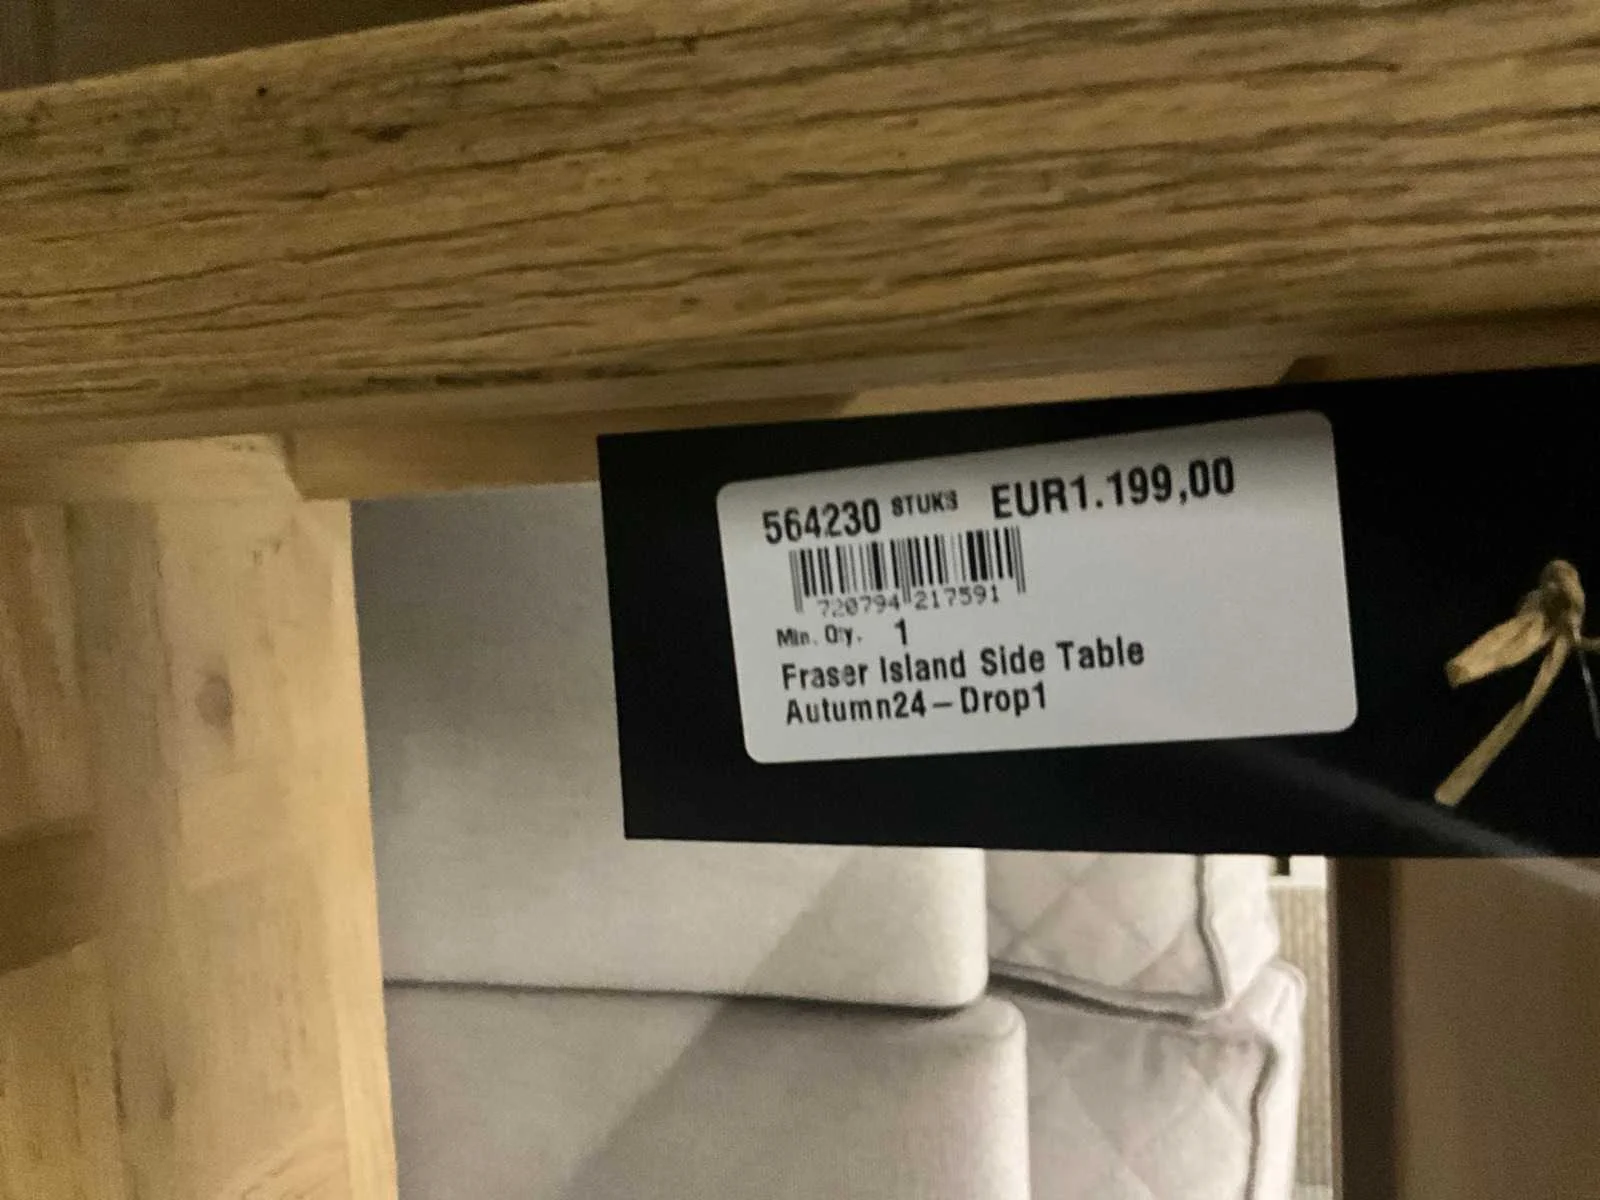 564230 STUKS EUR1.199,00
720794 217591
Min. Qty. 1
Fraser Island Side Table
Autumn24-Drop1